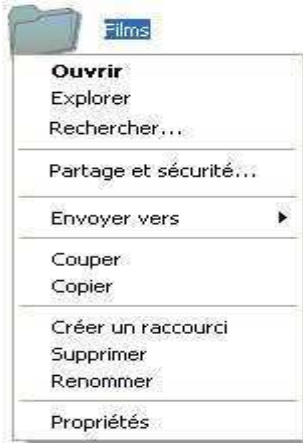 Films
Ouvrir
Explorer
Rechercher...
Partage et sécurité...
Envoyer vers
Couper
Copier
Créer un raccourci
Supprimer
Renommer
Propriétés